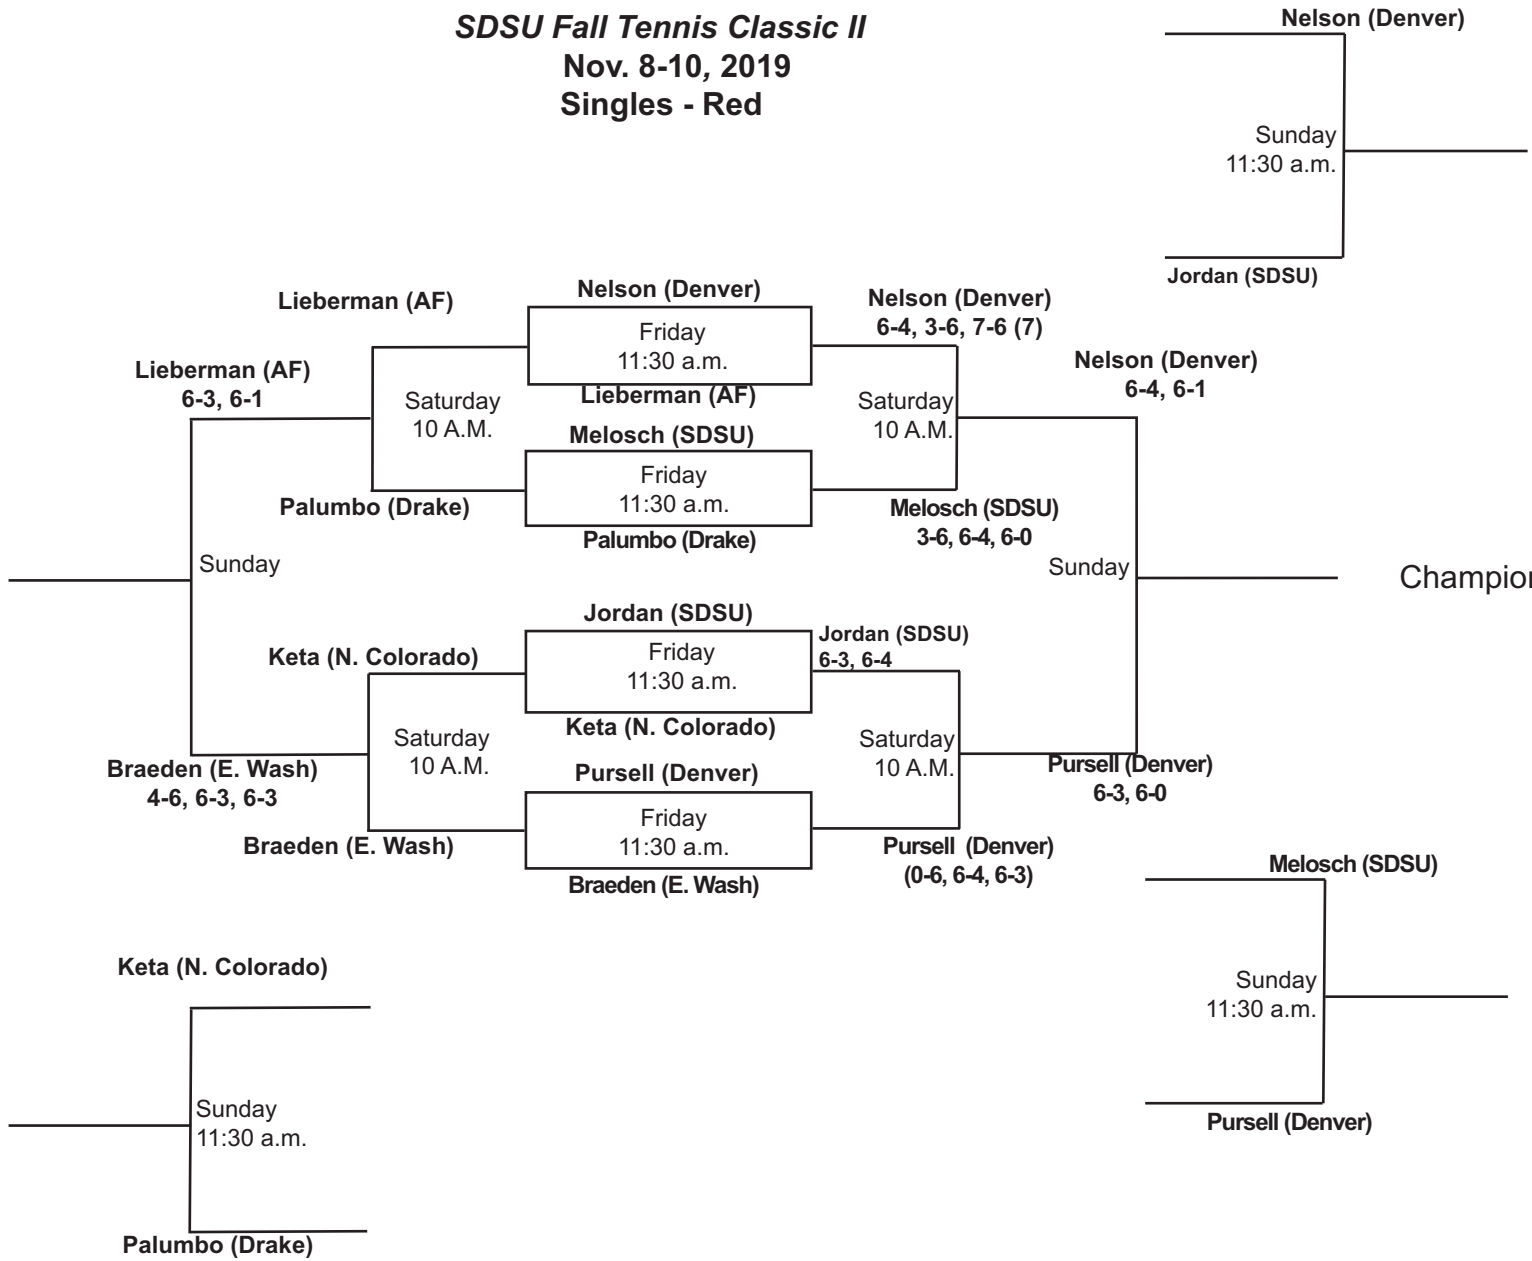 SDSU Fall Tennis Classic II
Nov. 8-10, 2019
Singles - Red
Nelson (Denver)
Sunday
11:30 a.m.
Jordan (SDSU)
Lieberman (AF)
Nelson (Denver)
Friday
11:30 a.m.
Lieberman (AF)
Nelson (Denver)
6-4, 3-6, 7-6 (7)
Lieberman (AF)
6-3, 6-1
Saturday
10 A.M.
Melosch (SDSU)
Friday
11:30 a.m.
Palumbo (Drake)
Saturday
10 A.M.
Nelson (Denver)
6-4, 6-1
Palumbo (Drake)
Melosch (SDSU)
3-6, 6-4, 6-0
Sunday
Sunday
Champion
Keta (N. Colorado)
Jordan (SDSU)
Friday
11:30 a.m.
Keta (N. Colorado)
Jordan (SDSU)
6-3, 6-4
Saturday
10 A.M.
Pursell (Denver)
Friday
11:30 a.m.
Braeden (E. Wash)
Saturday
10 A.M.
Braeden (E. Wash)
4-6, 6-3, 6-3
Pursell (Denver)
6-3, 6-0
Braeden (E. Wash)
Pursell (Denver)
(0-6, 6-4, 6-3)
Melosch (SDSU)
Sunday
11:30 a.m.
Pursell (Denver)
Keta (N. Colorado)
Sunday
11:30 a.m.
Palumbo (Drake)